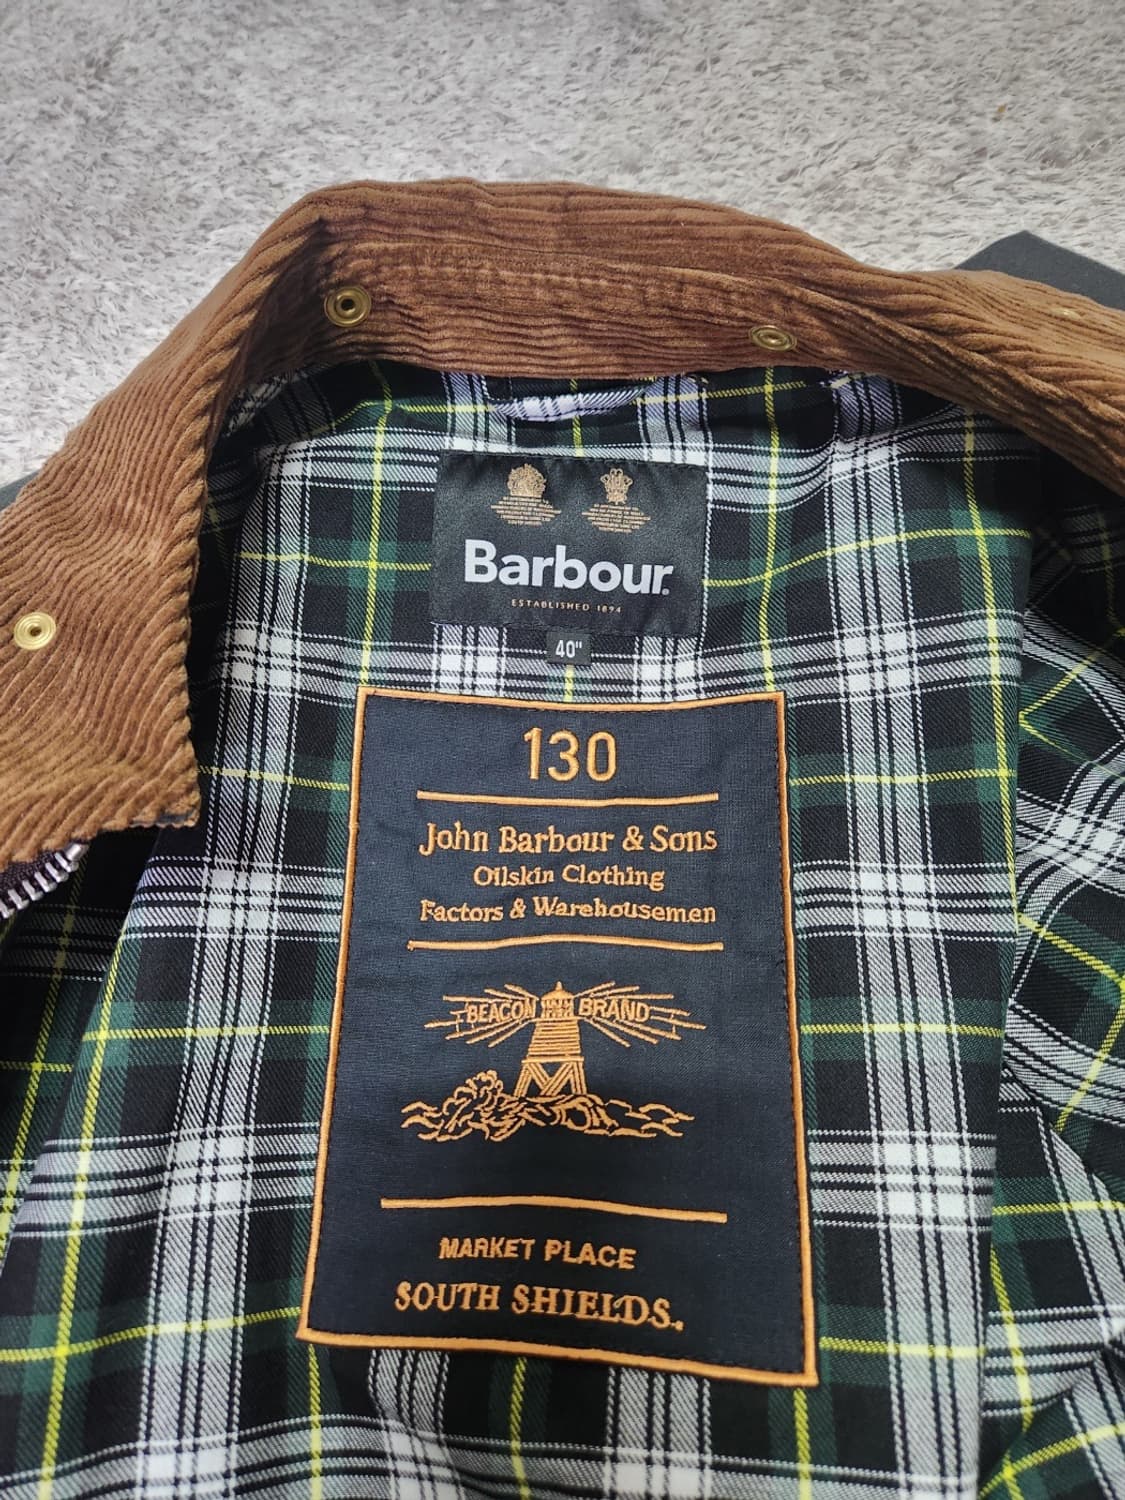 Barbour
ESTABLISHED 1894
40"
130
John Barbour & Sons
Oilskin Clothing
Factors & Warehousemen
BEACON BRAND
MARKET PLACE
SOUTH SHIELDS.